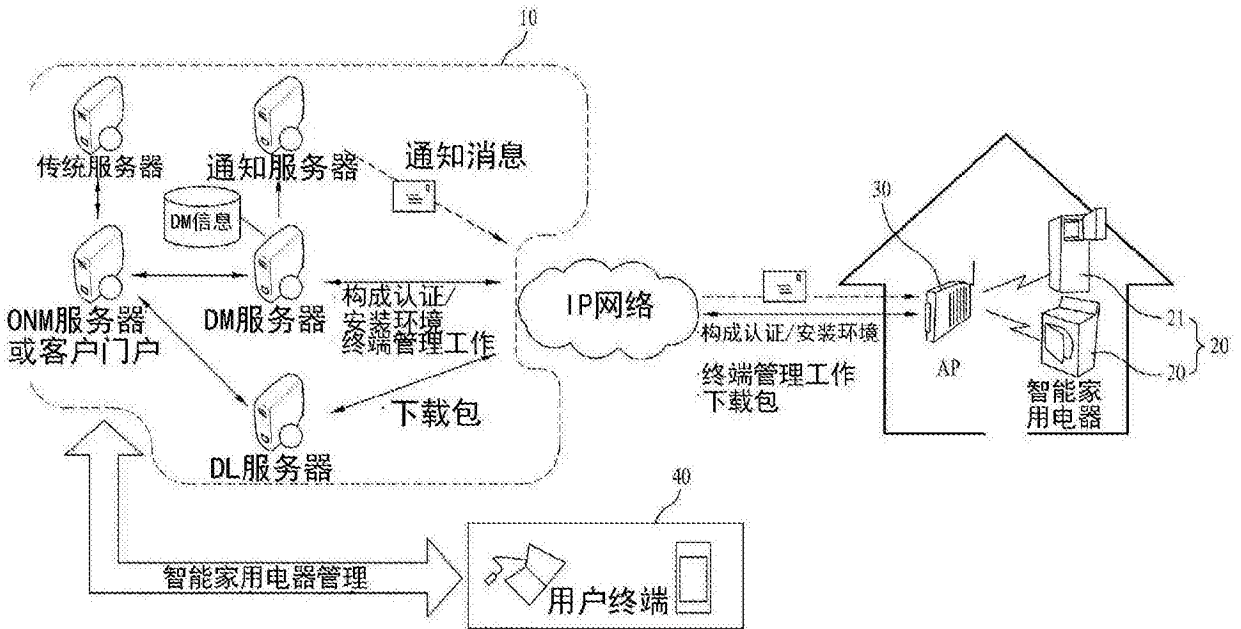 10
传统服务器
通知服务器
通知消息
DM信息
ONM服务器
或客户门户
DM服务器
构成认证/
安装环境
终端管理工作
下载包
DL服务器
IP网络
构成认证/安装环境
终端管理工作
下载包
30
AP
21
20
20
智能家
用电器
智能家用电器管理
40
用户终端